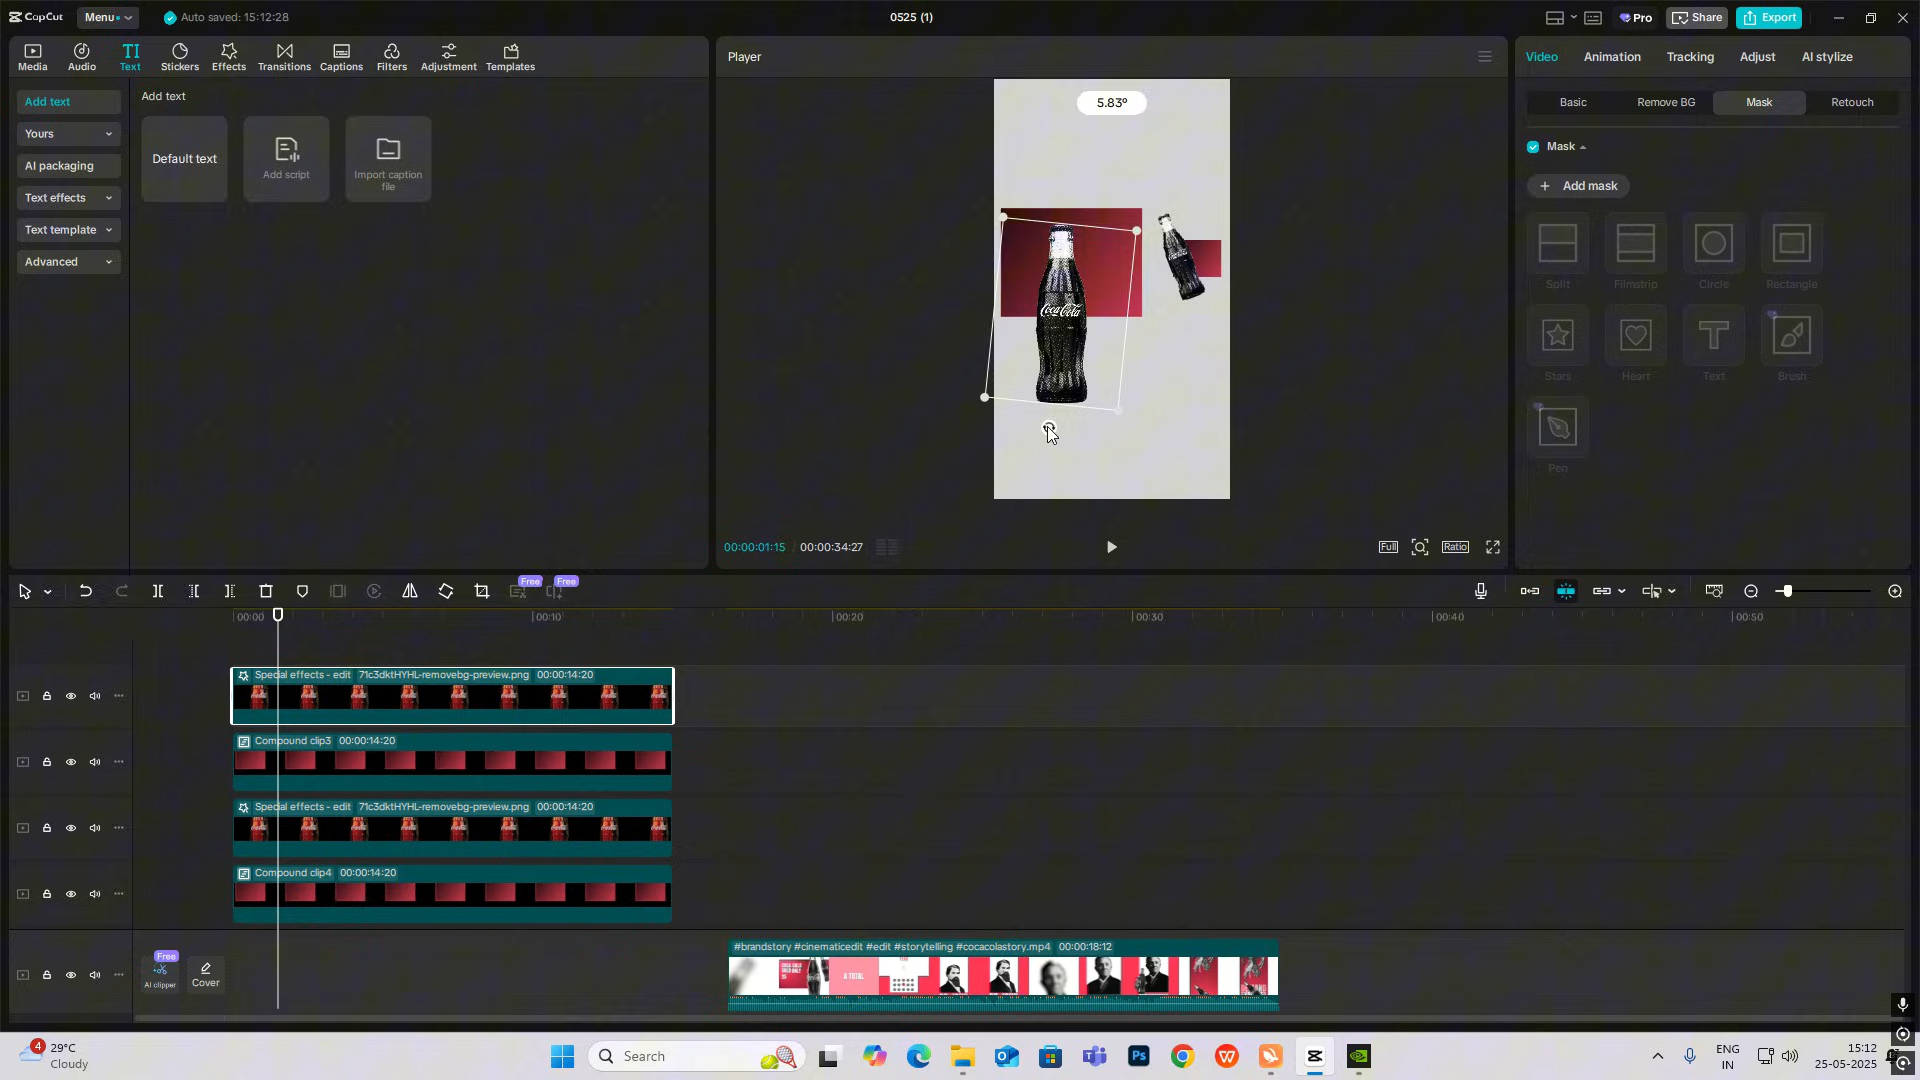 CapCut
Menu
Auto saved: 15:12:28
0525 (1)
Pro
Share
Export
Media
Audio
TI
Text
Stickers
Effects
Transitions
Captions
Filters
Adjustment
Templates
Player
Video
Animation
Tracking
Adjust
AI stylize
Add text
Yours
AI packaging
Text effects
Text template
Advanced
Add text
Default text
Add script
Import caption
file
5.83°
Coca-Cola
Basic
Remove BG
Mask
Retouch
Mask
Add mask
Split
Filmstrip
Circle
Rectangle
Stars
Heart
Text
Brush
Pen
00:00:01:15 / 00:00:34:27
Full
Ratio
Free
Free
00:00
00:10
00:20
00:30
00:40
00:50
Special effects - edit 71c3dktHYHL-removebg-preview.png 00:00:14:20
Compound clip3 00:00:14:20
Special effects - edit 71c3dktHYHL-removebg-preview.png 00:00:14:20
Compound clip4 00:00:14:20
Free
AI clipper
Cover
#brandstory #cinematicedit #edit #storytelling #cocacolastory.mp4 00:00:18:12
A TOTAL
4
29°C
Cloudy
Search
Ps
ENG
IN
15:12
25-05-2025